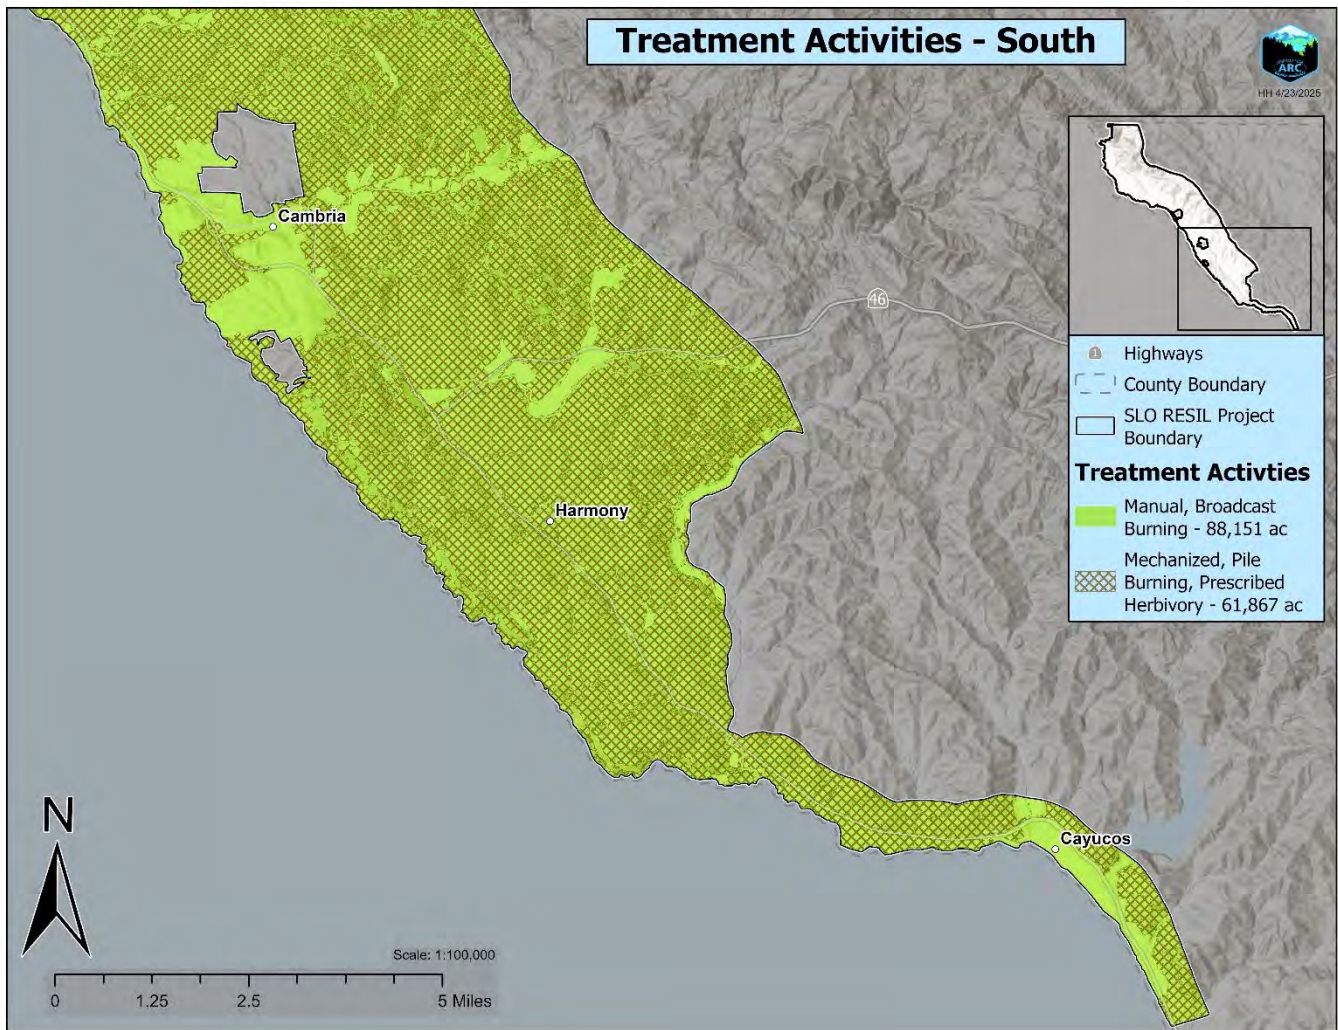 Treatment Activities - South
ARC
HH 4/23/2025
Cambria
46
Harmony
Cayucos
1
Highways
County Boundary
SLO RESIL Project
Boundary
Treatment Activties
Manual, Broadcast
Burning - 88,151 ac
Mechanized, Pile
Burning, Prescribed
Herbivory - 61,867 ac
N
Scale: 1:100,000
0 1.25 2.5 5 Miles